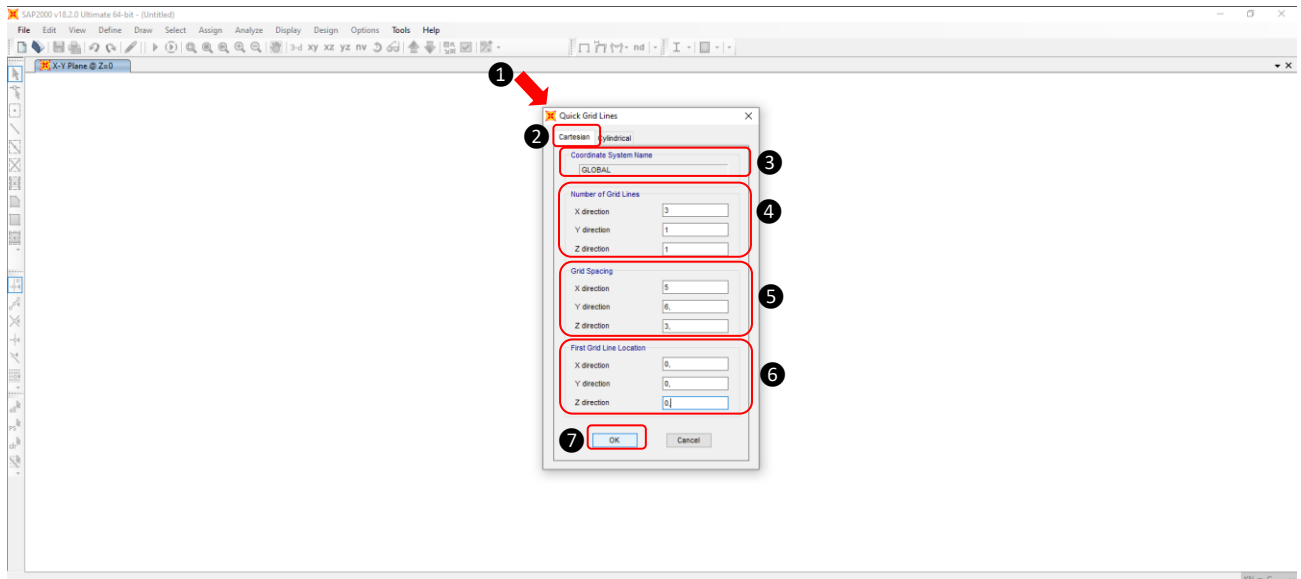 SAP2000 v18.2.0 Ultimate 64-bit - (Untitled)
File Edit View Define Draw Select Assign Analyze Display Design Options Tools Help
3-d xy xz yz nv
nd
X-Y Plane @ Z=0
1
Quick Grid Lines
2
Cartesian Cylindrical
Coordinate System Name
3
GLOBAL
Number of Grid Lines
X direction 3
4
Y direction 1
Z direction 1
Grid Spacing
X direction 5
5
Y direction 6,
Z direction 3,
First Grid Line Location
X direction 0,
6
Y direction 0,
Z direction 0,
7
OK Cancel